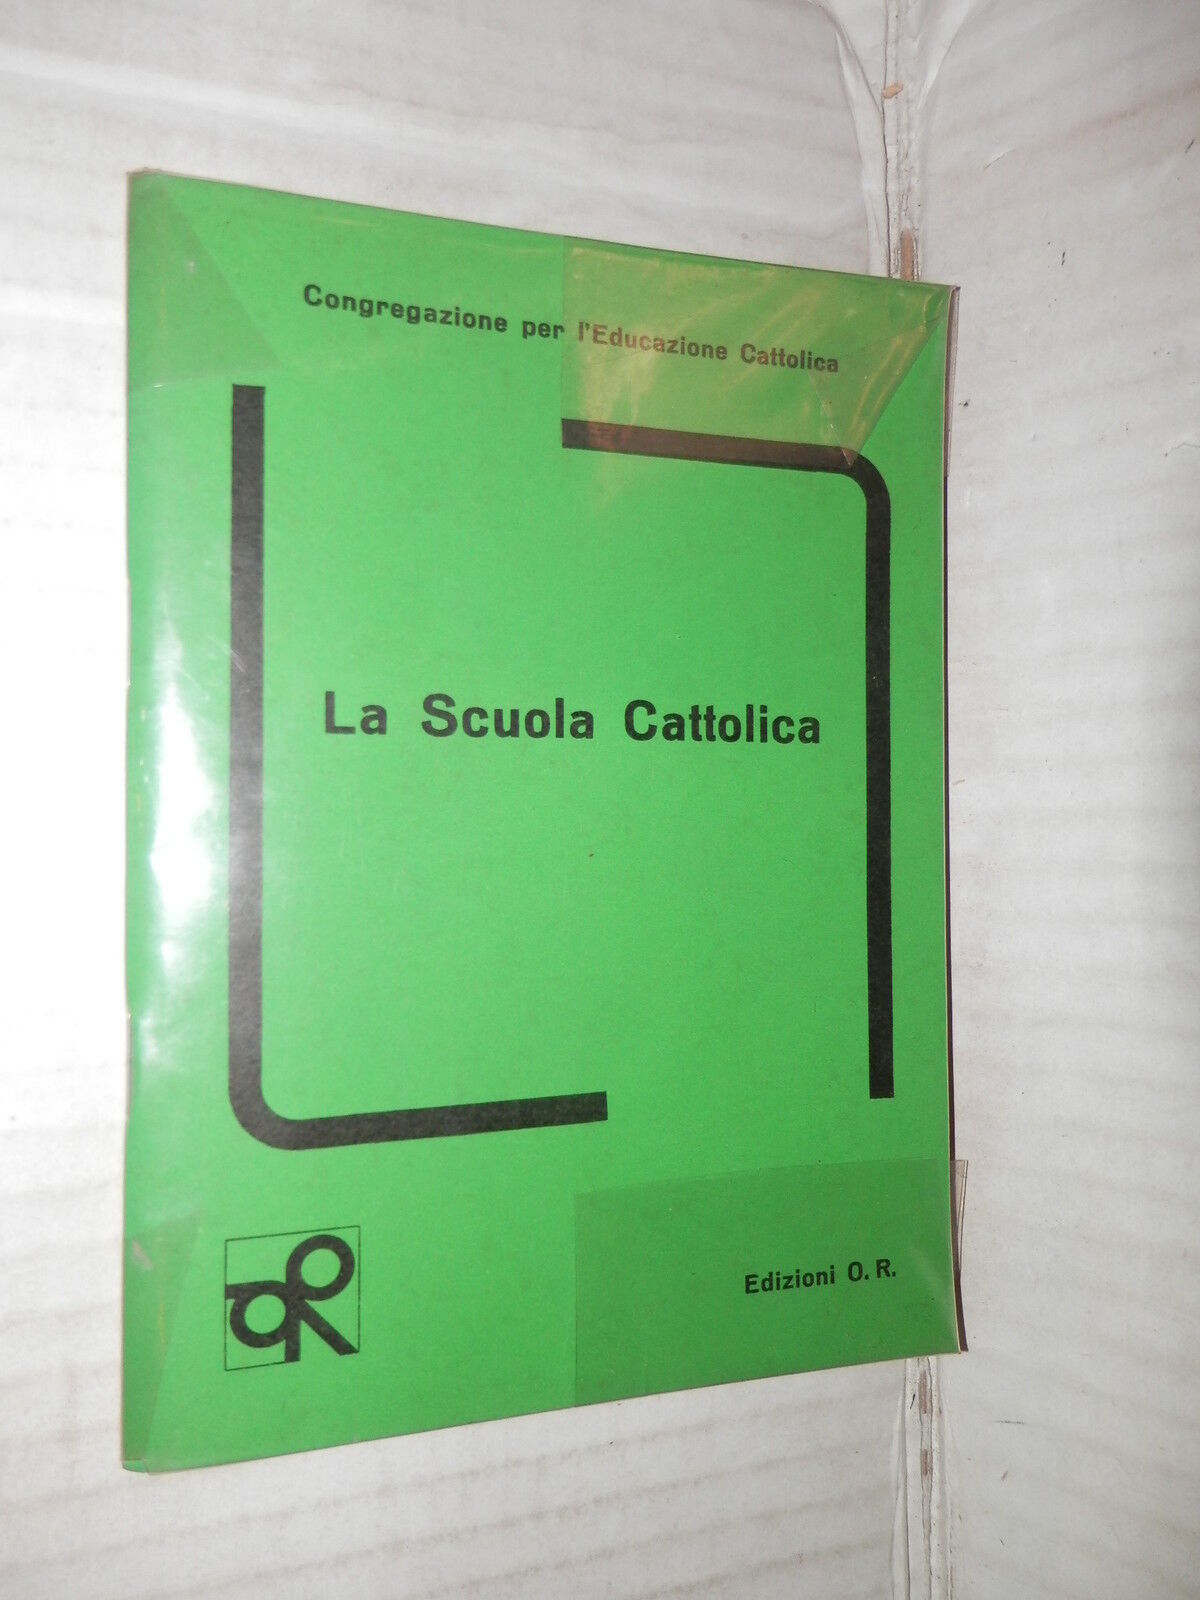 Congregazione per l'Educazione Cattolica
La Scuola Cattolica
Edizioni O. R.